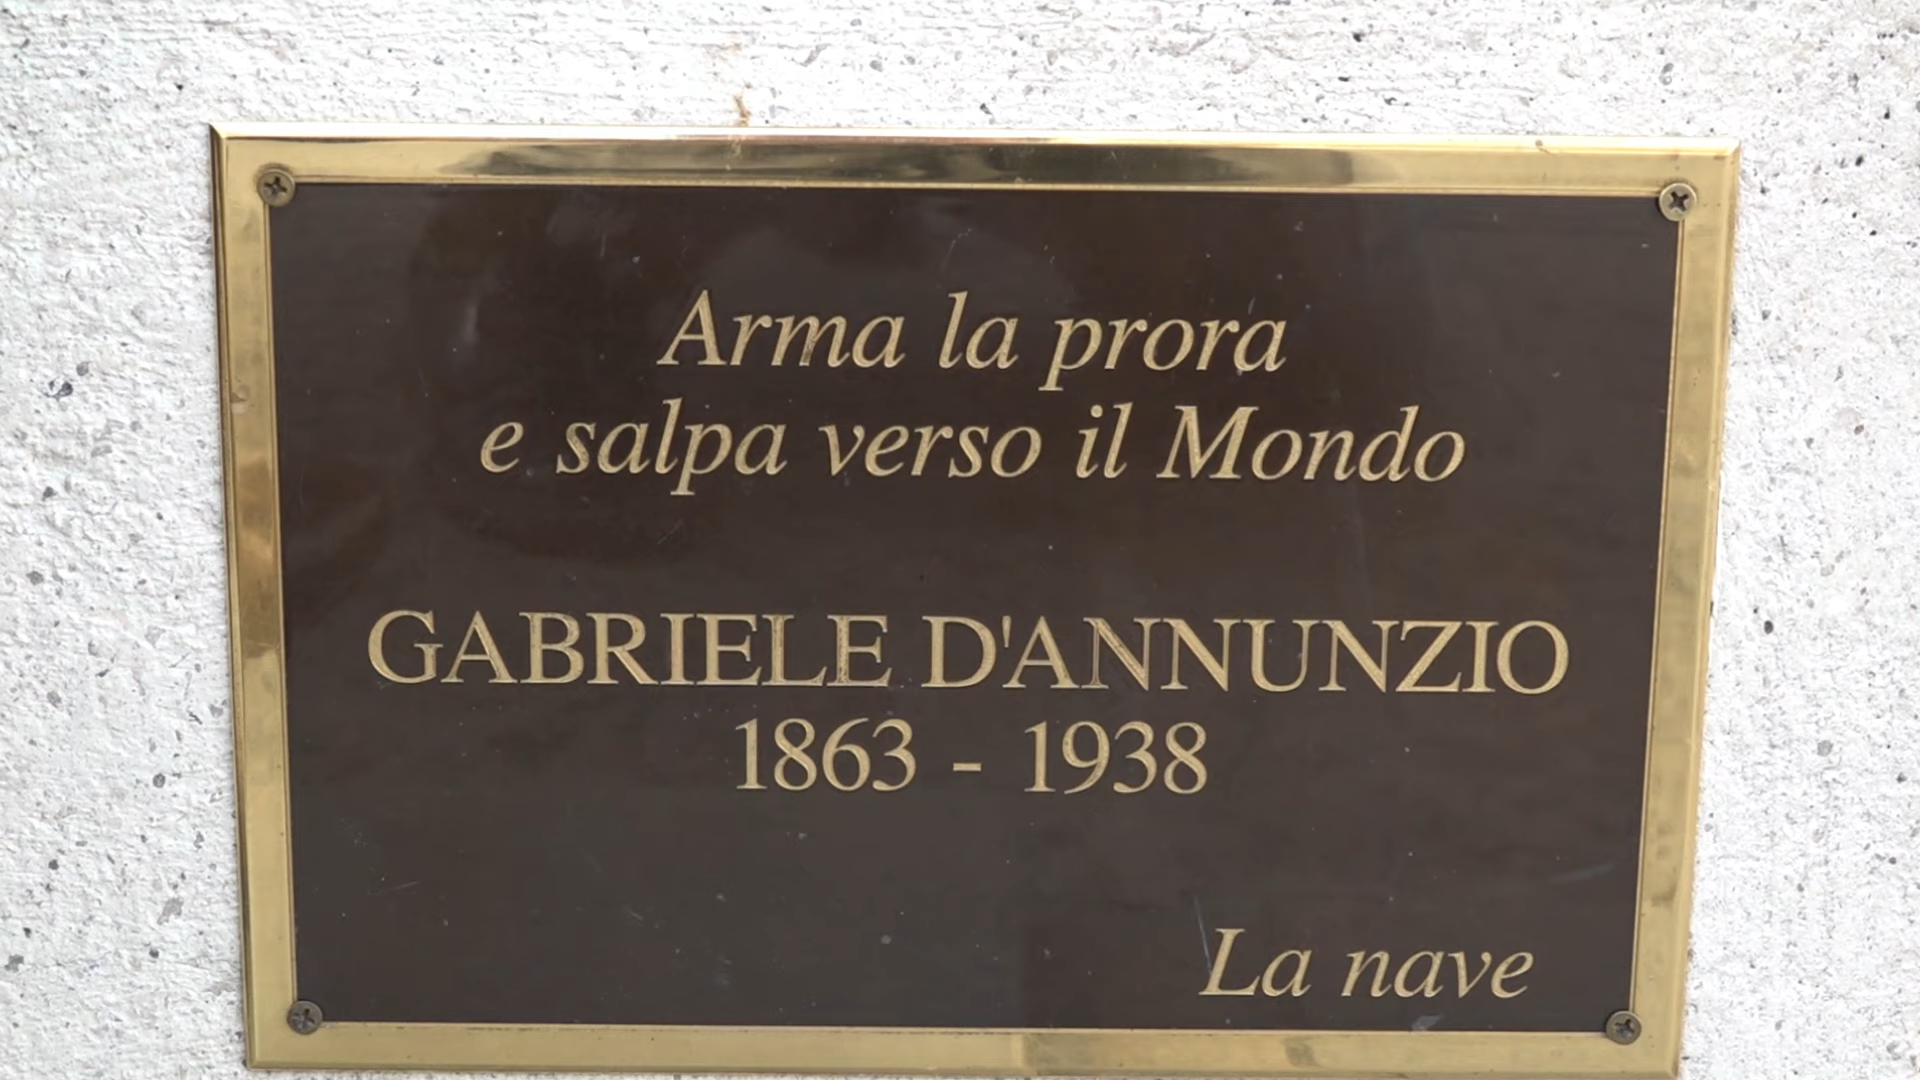 Arma la prora
e salpa verso il Mondo
GABRIELE D'ANNUNZIO
1863 - 1938
La nave